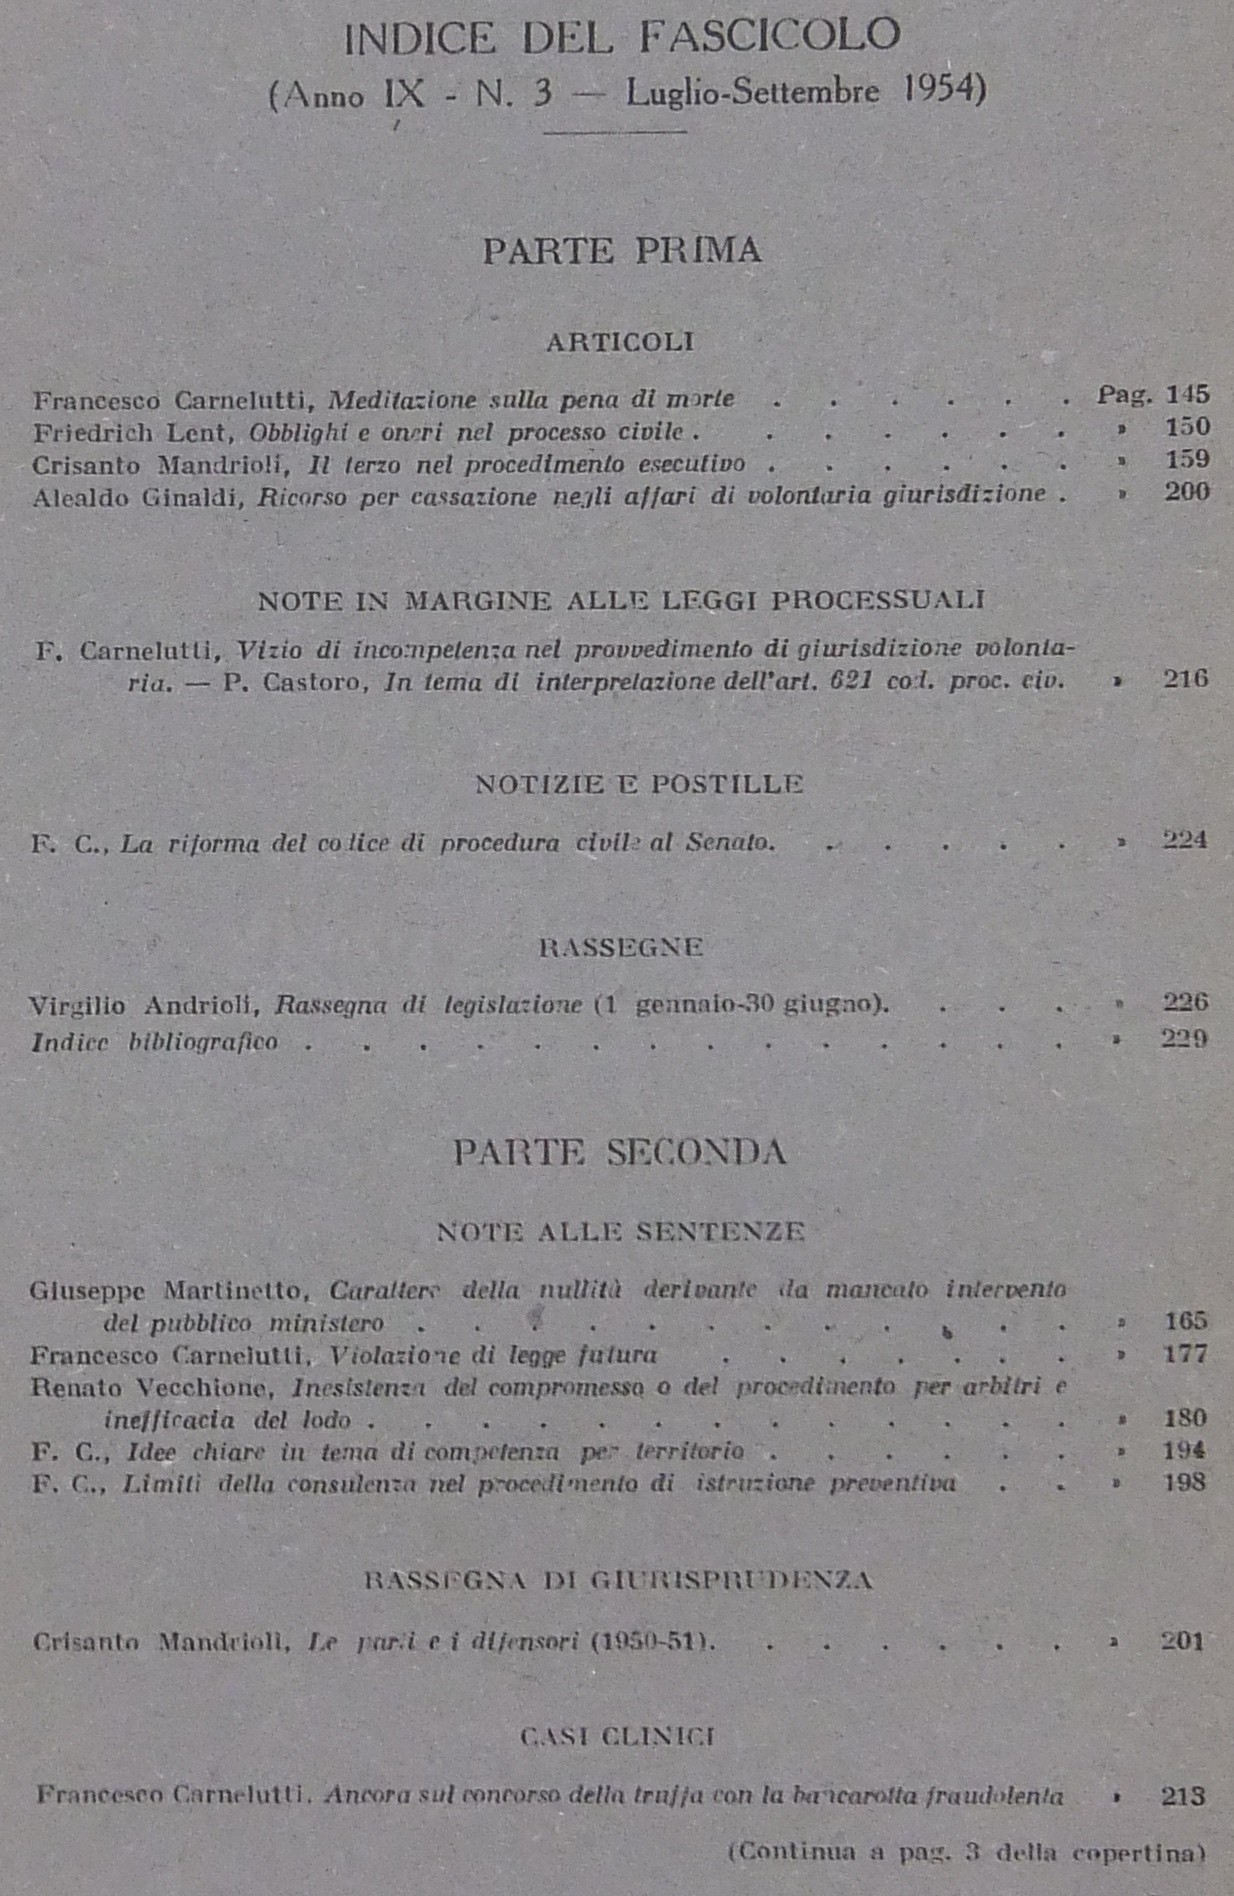 INDICE DEL FASCICOLO
(Anno IX - N. 3 — Luglio-Settembre 1954)
PARTE PRIMA
ARTICOLI
Francesco Carnelutti, Meditazione sulla pena di morte . . . . . . Pag. 145
Friedrich Lent, Obblighi e oneri nel processo civile . . . . . . . » 150
Crisanto Mandrioli, Il terzo nel procedimento esecutivo . . . . . . » 159
Alealdo Ginaldi, Ricorso per cassazione negli affari di volontaria giurisdizione . » 200
NOTE IN MARGINE ALLE LEGGI PROCESSUALI
F. Carnelutti, Vizio di incompetenza nel provvedimento di giurisdizione volonta-
ria. — P. Castoro, In tema di interpretazione dell'art. 621 cod. proc. civ. » 216
NOTIZIE E POSTILLE
F. C., La riforma del codice di procedura civile al Senato. . . . . . » 224
RASSEGNE
Virgilio Andrioli, Rassegna di legislazione (1 gennaio-30 giugno). . . . » 226
Indice bibliografico . . . . . . . . . . . . . . » 229
PARTE SECONDA
NOTE ALLE SENTENZE
Giuseppe Martinetto, Carattere della nullità derivante da mancato intervento
del pubblico ministero . . . . . . . . . . . . » 165
Francesco Carnelutti, Violazione di legge futura . . . . . . . » 177
Renato Vecchione, Inesistenza del compromesso o del procedimento per arbitri e
inefficacia del lodo . . . . . . . . . . . . . » 180
F. C., Idee chiare in tema di competenza per territorio . . . . . . » 194
F. C., Limiti della consulenza nel procedimento di istruzione preventiva . . » 198
RASSEGNA DI GIURISPRUDENZA
Crisanto Mandrioli, Le parti e i difensori (1950-51). . . . . . . » 201
CASI CLINICI
Francesco Carnelutti, Ancora sul concorso della truffa con la bancarotta fraudolenta » 213
(Continua a pag. 3 della copertina)